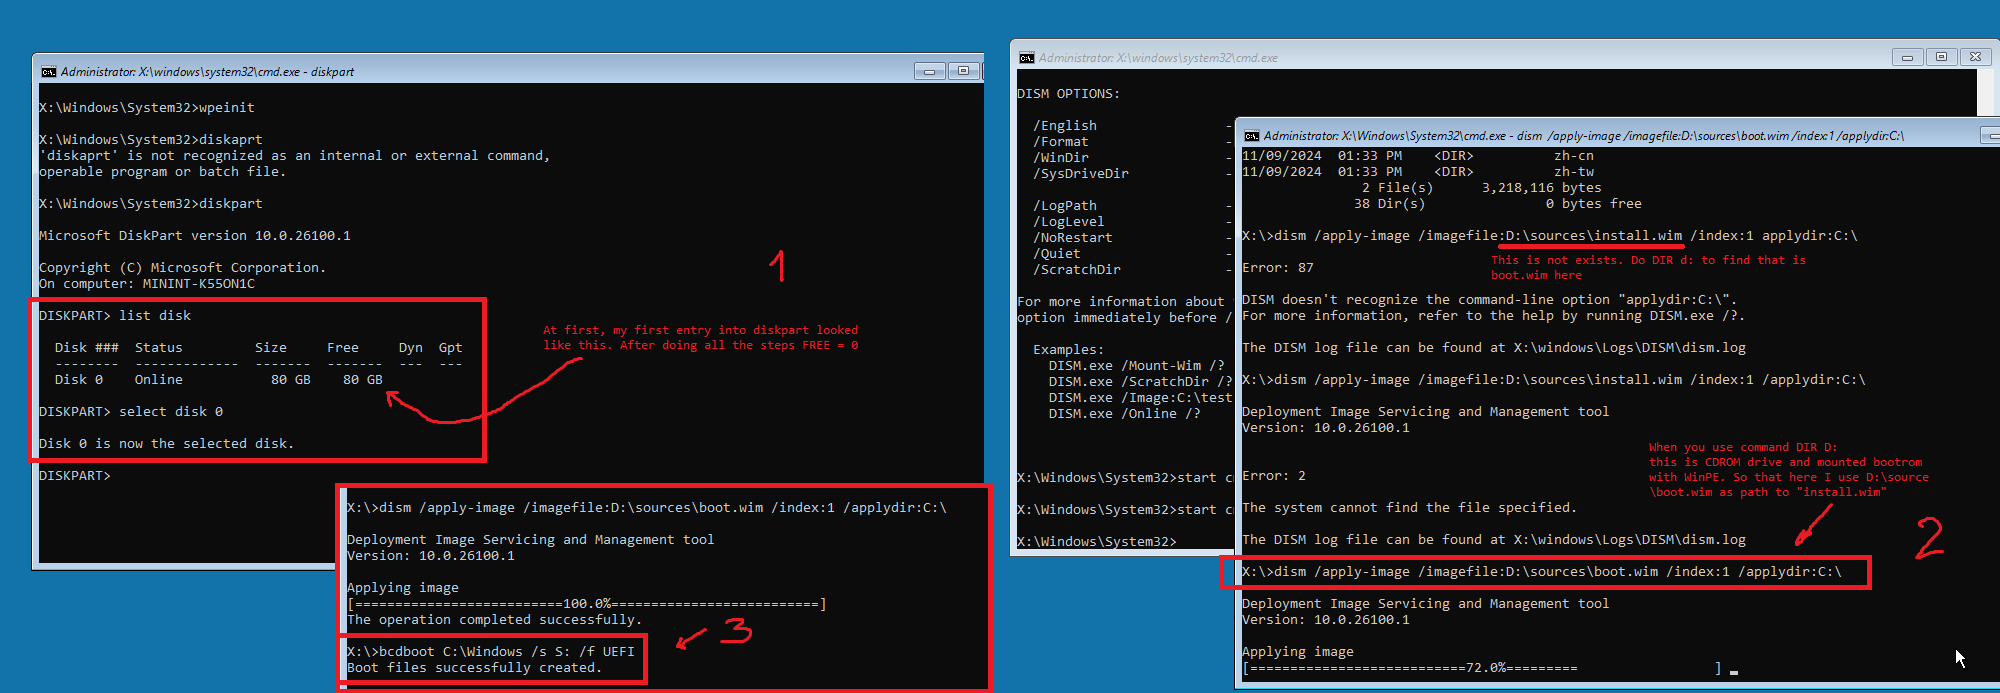 Administrator: X:\windows\system32\cmd.exe - diskpart
X:\Windows\System32>wpeinit
X:\Windows\System32>diskaprt
'diskaprt' is not recognized as an internal or external command,
operable program or batch file.
X:\Windows\System32>diskpart
Microsoft DiskPart version 10.0.26100.1
Copyright (C) Microsoft Corporation.
On computer: MININT-K55ON1C
DISKPART> list disk
Disk ### Status Size Free Dyn Gpt
-------- ------------- ------- ------- --- ---
Disk 0 Online 80 GB 80 GB
DISKPART> select disk 0
Disk 0 is now the selected disk.
DISKPART>
1
At first, my first entry into diskpart looked
like this. After doing all the steps FREE = 0
X:\>dism /apply-image /imagefile:D:\sources\boot.wim /index:1 /applydir:C:\
Deployment Image Servicing and Management tool
Version: 10.0.26100.1
Applying image
[==========================100.0%==========================]
The operation completed successfully.
X:\>bcdboot C:\Windows /s S: /f UEFI
Boot files successfully created.
3
Administrator: X:\windows\system32\cmd.exe
DISM OPTIONS:
/English -
/Format -
/WinDir -
/SysDriveDir -
/LogPath -
/LogLevel -
/NoRestart -
/Quiet -
/ScratchDir -
For more information about
option immediately before /
Examples:
DISM.exe /Mount-Wim /?
DISM.exe /ScratchDir /?
DISM.exe /Image:C:\test
DISM.exe /Online /?
X:\Windows\System32>start c
X:\Windows\System32>start c
X:\Windows\System32>
Administrator: X:\Windows\System32\cmd.exe - dism /apply-image /imagefile:D:\sources\boot.wim /index:1 /applydir:C:\
11/09/2024 01:33 PM <DIR> zh-cn
11/09/2024 01:33 PM <DIR> zh-tw
2 File(s) 3,218,116 bytes
38 Dir(s) 0 bytes free
X:\>dism /apply-image /imagefile:D:\sources\install.wim /index:1 applydir:C:\
This is not exists. Do DIR d: to find that is
boot.wim here
Error: 87
DISM doesn't recognize the command-line option "applydir:C:\".
For more information, refer to the help by running DISM.exe /?.
The DISM log file can be found at X:\windows\Logs\DISM\dism.log
X:\>dism /apply-image /imagefile:D:\sources\install.wim /index:1 /applydir:C:\
Deployment Image Servicing and Management tool
Version: 10.0.26100.1
When you use command DIR D:
this is CDROM drive and mounted bootrom
with WinPE. So that here I use D:\source
\boot.wim as path to "install.wim"
Error: 2
The system cannot find the file specified.
The DISM log file can be found at X:\windows\Logs\DISM\dism.log
2
X:\>dism /apply-image /imagefile:D:\sources\boot.wim /index:1 /applydir:C:\
Deployment Image Servicing and Management tool
Version: 10.0.26100.1
Applying image
[===========================72.0%========= ]